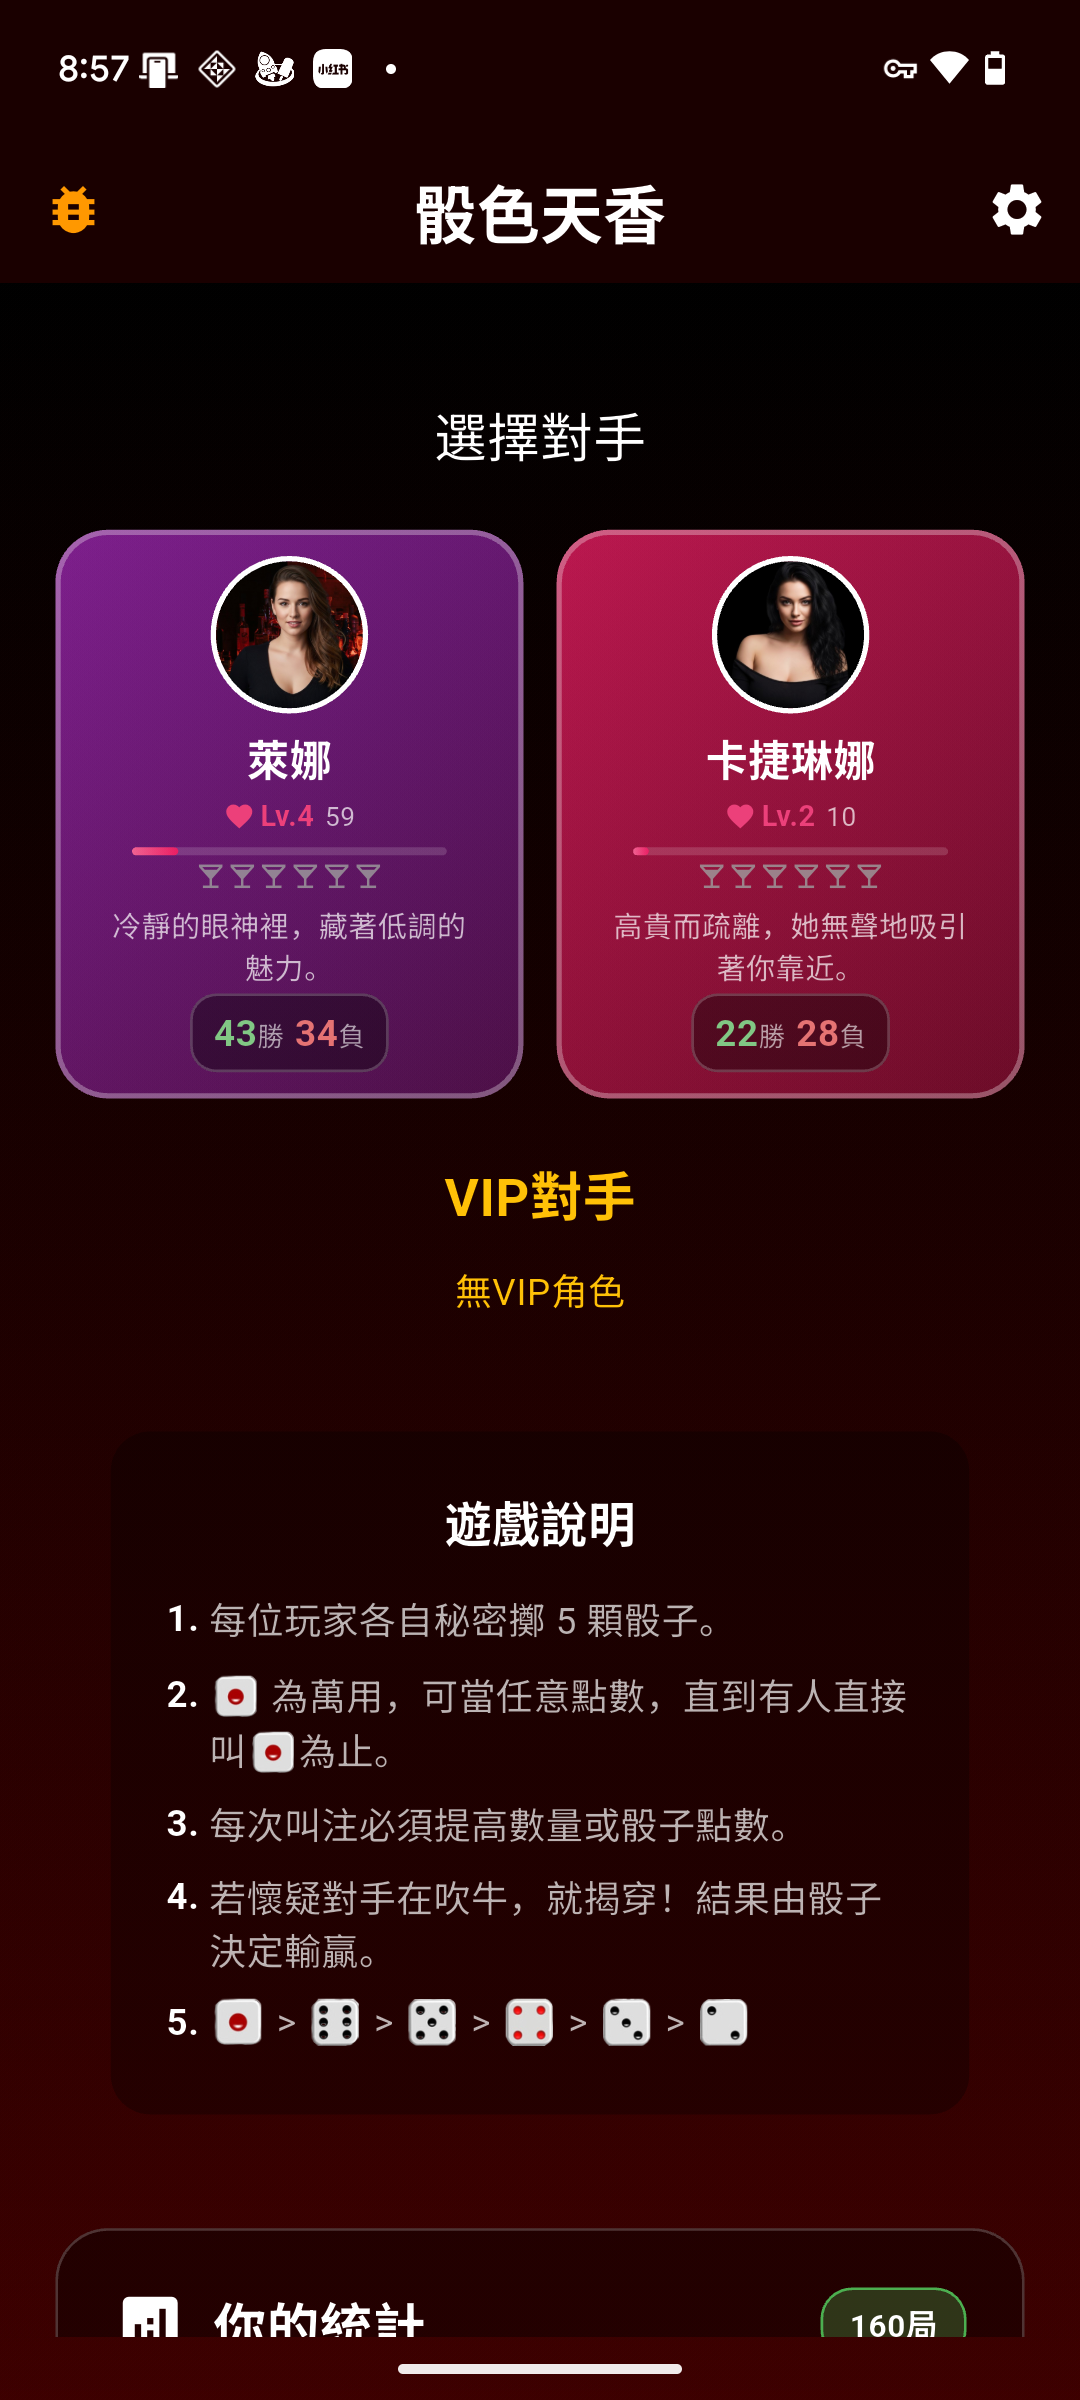 8:57
小红书
骰色天香
選擇對手
萊娜
Lv.4 59
冷靜的眼神裡，藏著低調的
魅力。
43勝 34負
卡捷琳娜
Lv.2 10
高貴而疏離，她無聲地吸引
著你靠近。
22勝 28負
VIP對手
無VIP角色
遊戲說明
1. 每位玩家各自秘密擲 5 顆骰子。
2. 為萬用，可當任意點數，直到有人直接
叫為止。
3. 每次叫注必須提高數量或骰子點數。
4. 若懷疑對手在吹牛，就揭穿！結果由骰子
決定輸贏。
5. > > > > >
你的統計
160局